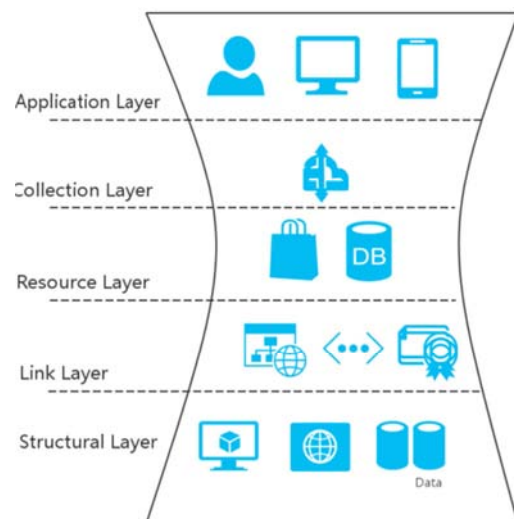 Application Layer
Collection Layer
DB
Resource Layer
Link Layer
Structural Layer
Data